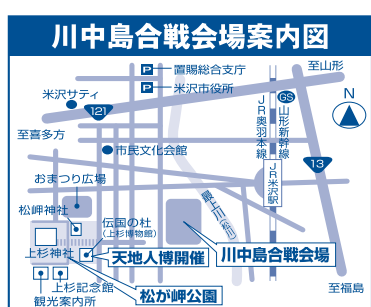 川中島合戦会場案内図
P 置賜総合支庁
至山形
P 米沢市役所
米沢サティ
121
GS
N
至喜多方
JR奥羽本線
山形新幹線
市民文化会館
13
JR米沢駅
おまつり広場
最上川(松川)
松岬神社
伝国の杜
(上杉博物館)
上杉神社
天地人博開催
川中島合戦会場
上杉記念館
観光案内所
松が岬公園
至福島